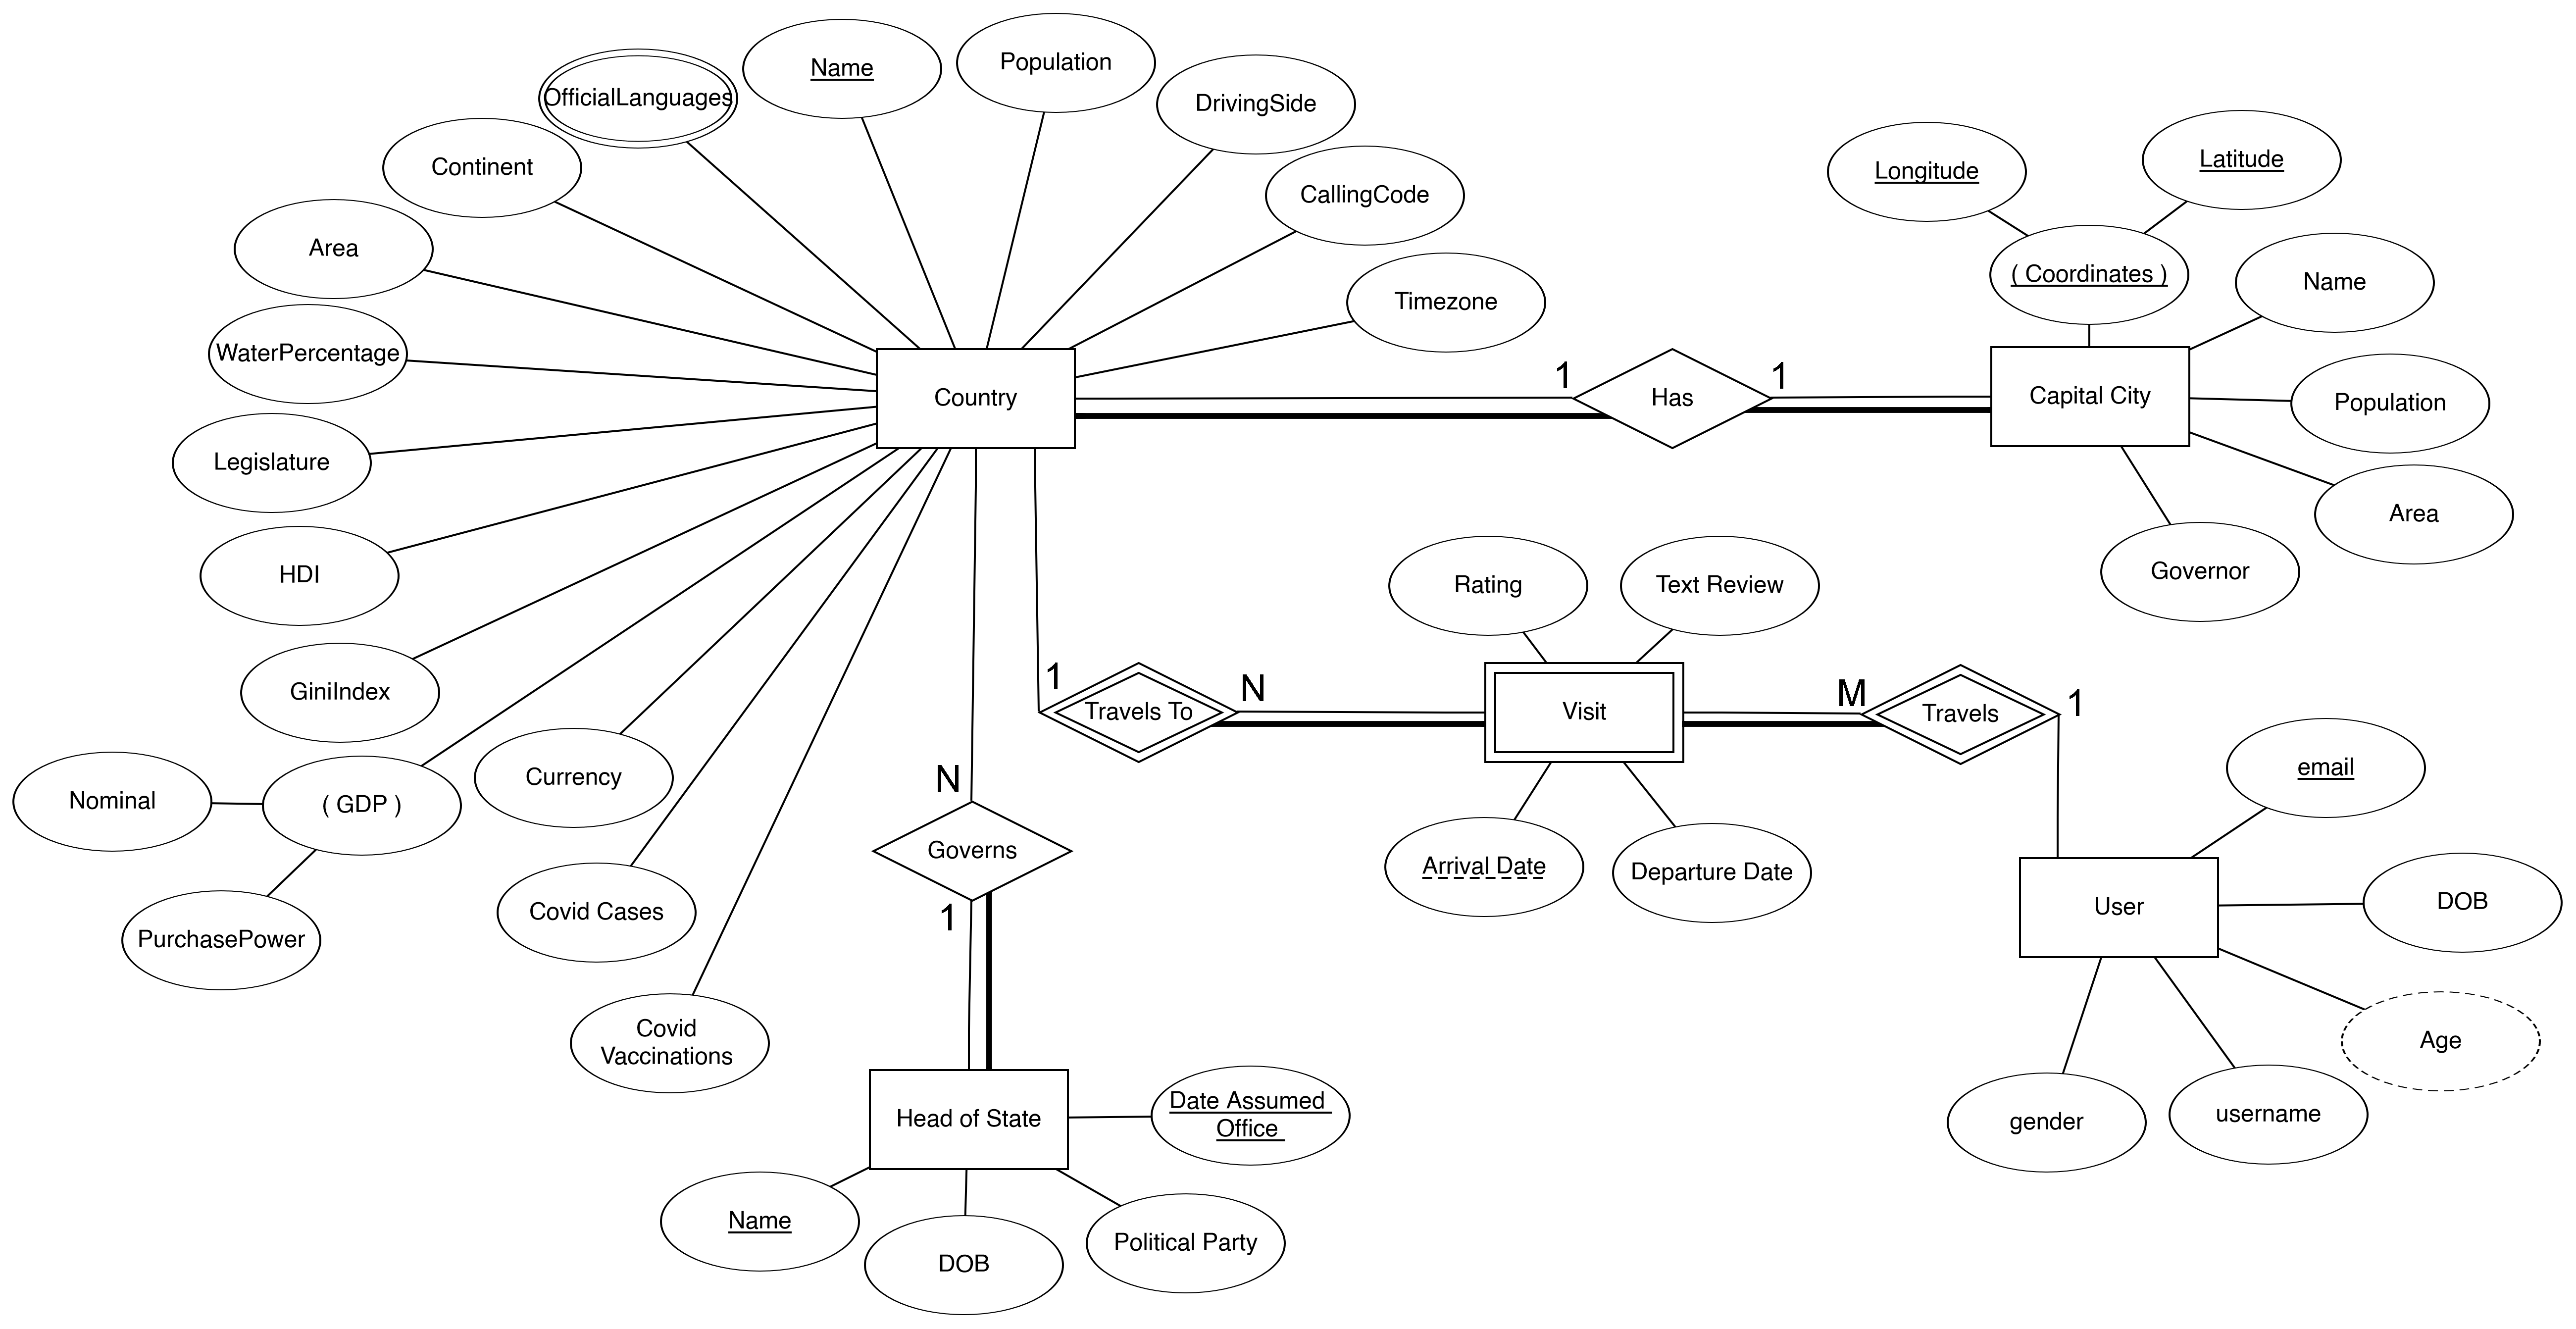 Name
Population
OfficialLanguages
DrivingSide
Continent
CallingCode
Longitude
Latitude
Area
( Coordinates )
Name
Timezone
WaterPercentage
1
1
Country
Has
Capital City
Population
Legislature
Area
HDI
Governor
Rating
Text Review
GiniIndex
1
N
M
1
Travels To
Visit
Travels
Currency
N
email
Nominal
( GDP )
Governs
Arrival Date
Departure Date
User
DOB
Covid Cases
1
PurchasePower
Covid
Vaccinations
Age
Head of State
Date Assumed
Office
gender
username
Name
DOB
Political Party